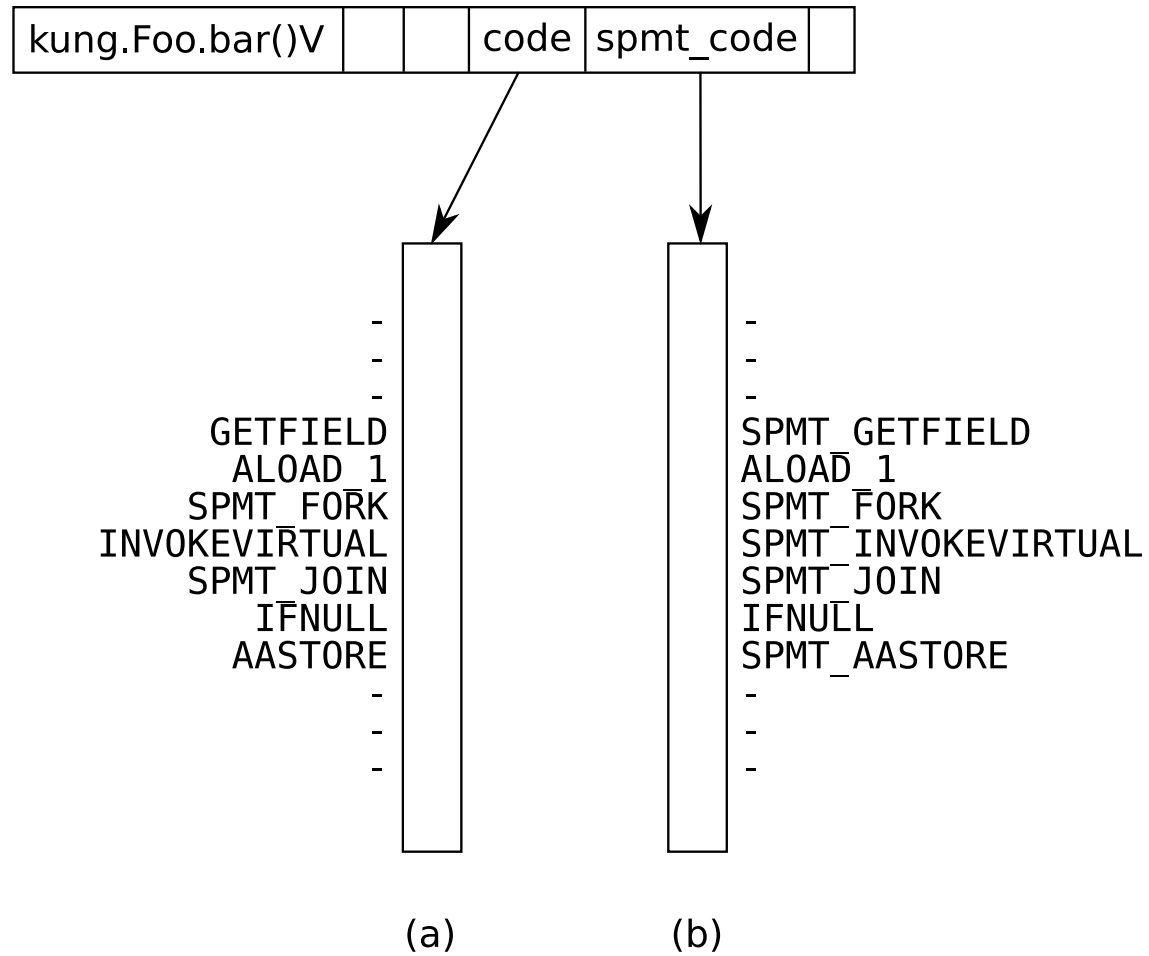 kung.Foo.bar()V code spmt_code
- -
- -
- -
GETFIELD SPMT_GETFIELD
ALOAD_1 ALOAD_1
SPMT_FORK SPMT_FORK
INVOKEVIRTUAL SPMT_INVOKEVIRTUAL
SPMT_JOIN SPMT_JOIN
IFNULL IFNULL
AASTORE SPMT_AASTORE
- -
- -
- -
(a) (b)